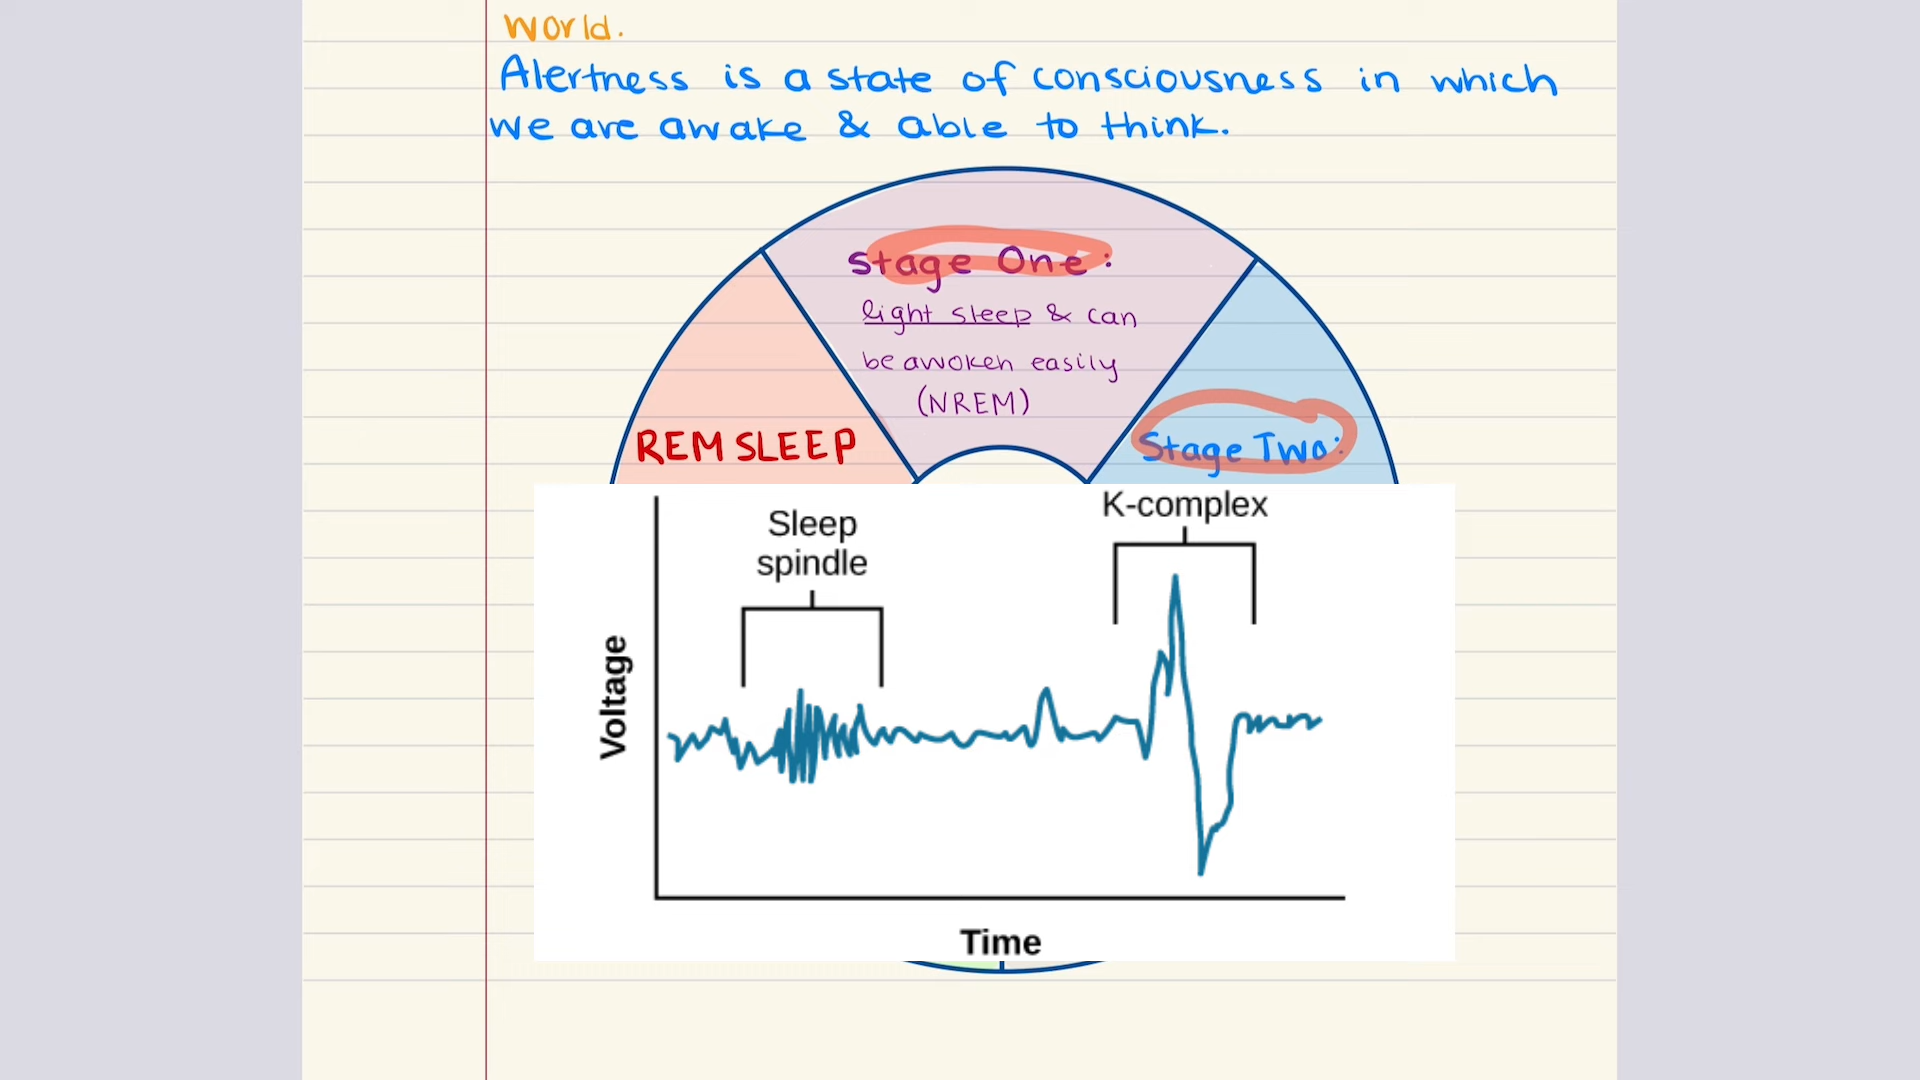 World.
Alertness is a state of consciousness in which
we are awake & able to think.
Stage One:
light sleep & can
be awoken easily
(NREM)
REM SLEEP
Stage Two:
K-complex
Sleep
spindle
Voltage
Time